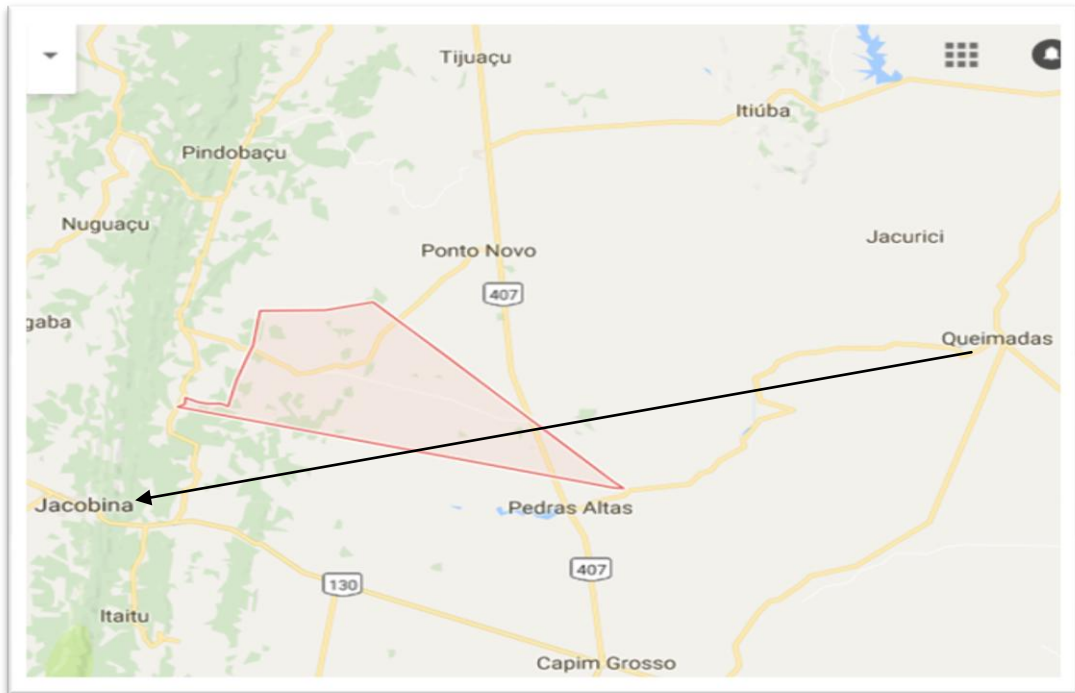 Tijuaçu
Itiúba
Pindobaçu
Nuguaçu
Jacurici
Ponto Novo
407
gaba
Queimadas
Jacobina
Pedras Altas
407
130
Itaitu
Capim Grosso